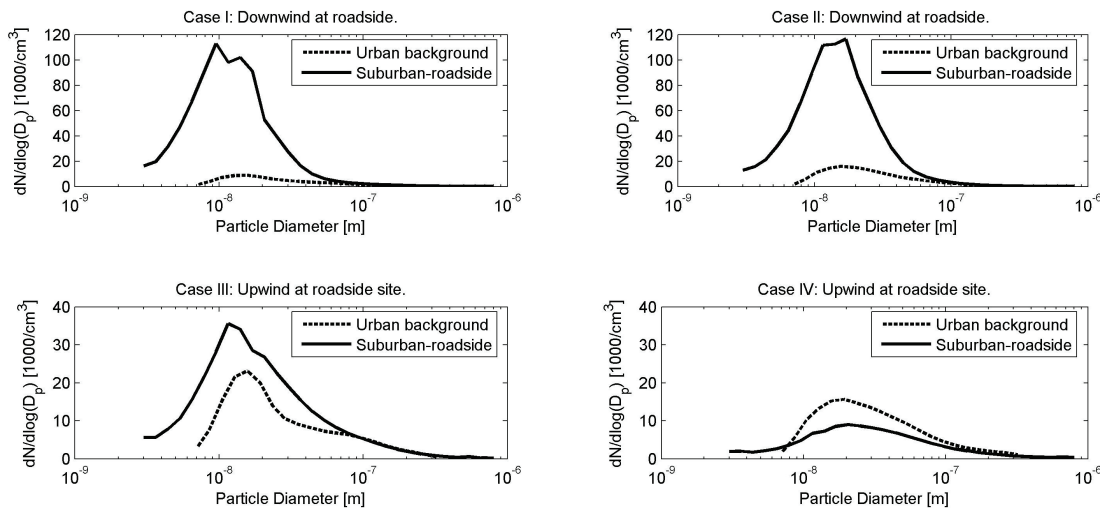 Case I: Downwind at roadside.
120
100
80
60
40
20
0
dN/dlog(Dp) [1000/cm³]
Urban background
Suburban-roadside
10⁻⁹
10⁻⁸
10⁻⁷
10⁻⁶
Particle Diameter [m]
Case II: Downwind at roadside.
120
100
80
60
40
20
0
dN/dlog(Dp) [1000/cm³]
Urban background
Suburban-roadside
10⁻⁹
10⁻⁸
10⁻⁷
10⁻⁶
Particle Diameter [m]
Case III: Upwind at roadside site.
40
30
20
10
0
dN/dlog(Dp) [1000/cm³]
Urban background
Suburban-roadside
10⁻⁹
10⁻⁸
10⁻⁷
10⁻⁶
Particle Diameter [m]
Case IV: Upwind at roadside site.
40
30
20
10
0
dN/dlog(Dp) [1000/cm³]
Urban background
Suburban-roadside
10⁻⁹
10⁻⁸
10⁻⁷
10⁻⁶
Particle Diameter [m]